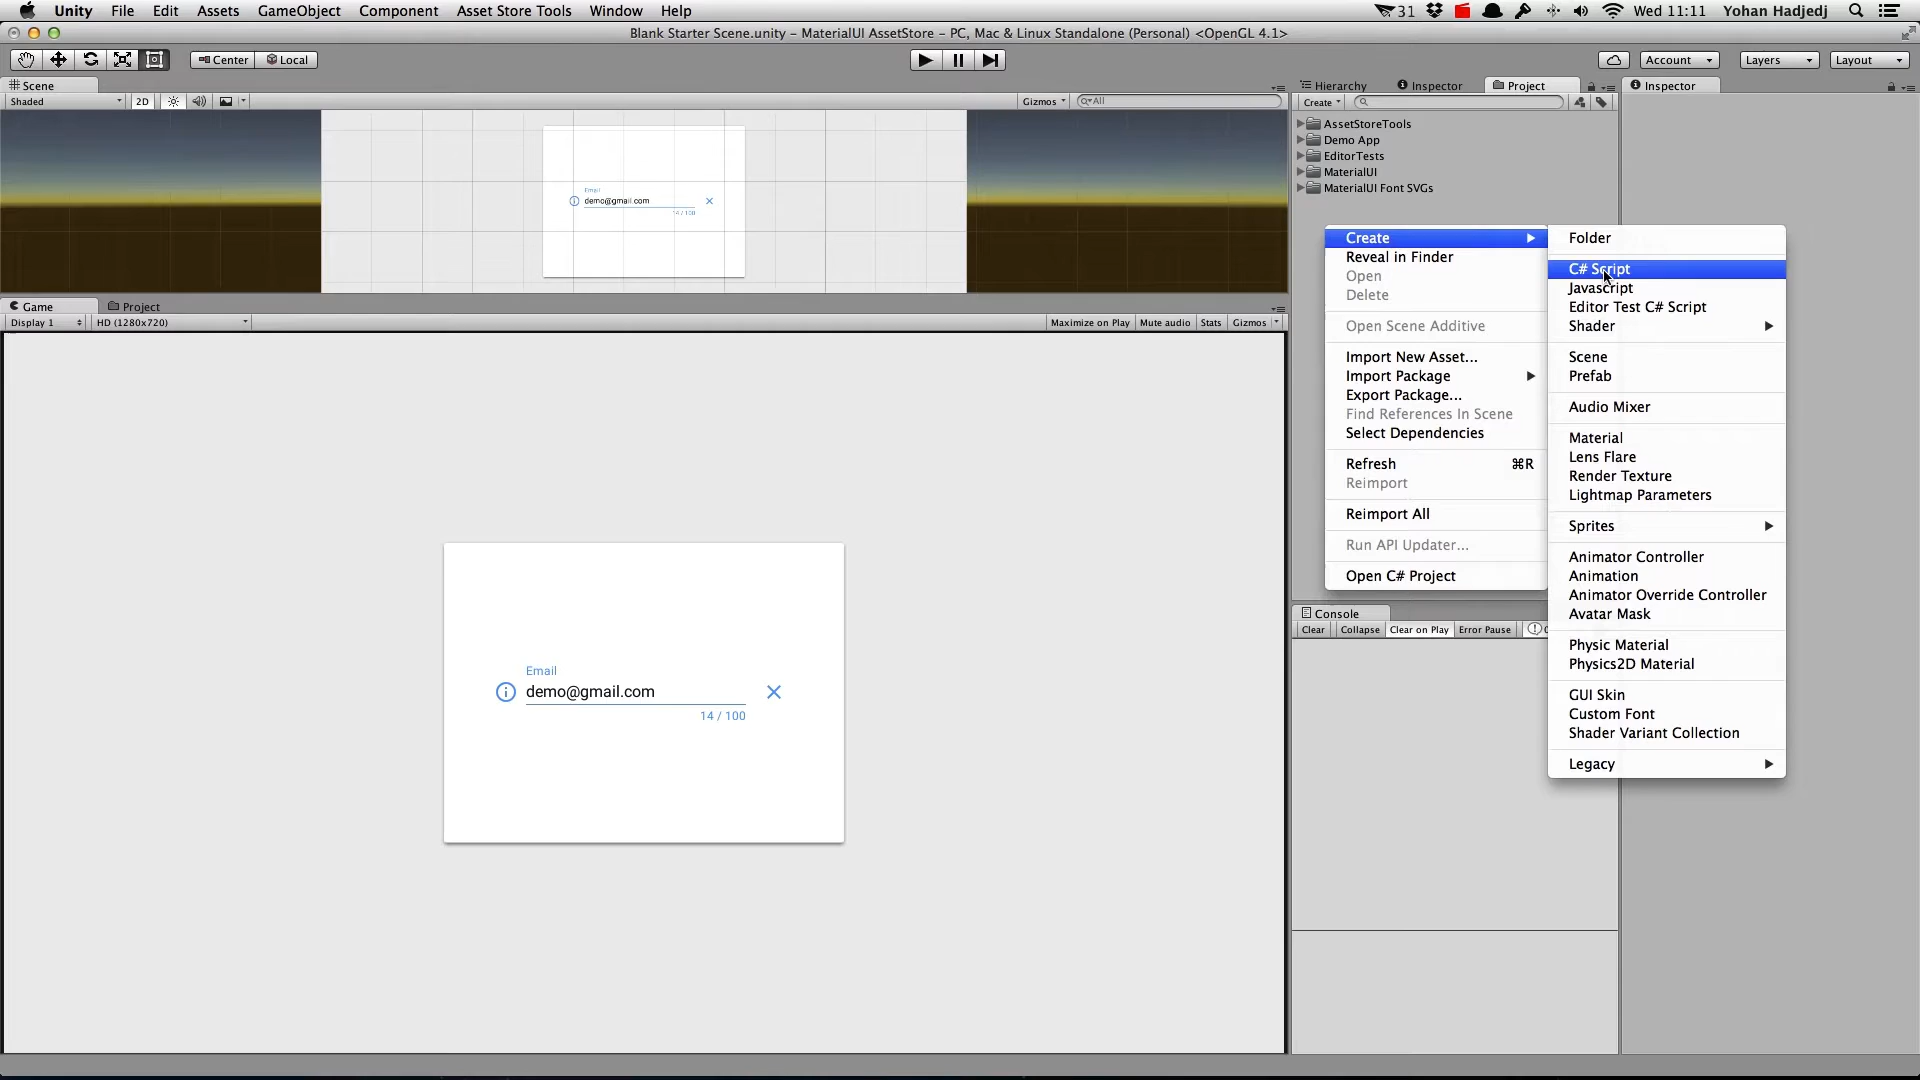 Unity File Edit Assets GameObject Component Asset Store Tools Window Help 31 Wed 11:11 Yohan Hadjedj
Blank Starter Scene.unity - MaterialUI AssetStore - PC, Mac & Linux Standalone (Personal) <OpenGL 4.1>
Center Local Account Layers Layout
Scene
Shaded 2D Gizmos All
Email
demo@gmail.com
14 / 100
Game Project
Display 1 HD (1280x720) Maximize on Play Mute audio Stats Gizmos
Email
demo@gmail.com
14 / 100
Hierarchy Inspector Project Inspector
Create
AssetStoreTools
Demo App
EditorTests
MaterialUI
MaterialUI Font SVGs
Create
Reveal in Finder
Open
Delete
Open Scene Additive
Import New Asset...
Import Package
Export Package...
Find References In Scene
Select Dependencies
Refresh ⌘R
Reimport
Reimport All
Run API Updater...
Open C# Project
Folder
C# Script
Javascript
Editor Test C# Script
Shader
Scene
Prefab
Audio Mixer
Material
Lens Flare
Render Texture
Lightmap Parameters
Sprites
Animator Controller
Animation
Animator Override Controller
Avatar Mask
Physic Material
Physics2D Material
GUI Skin
Custom Font
Shader Variant Collection
Legacy
Console
Clear Collapse Clear on Play Error Pause